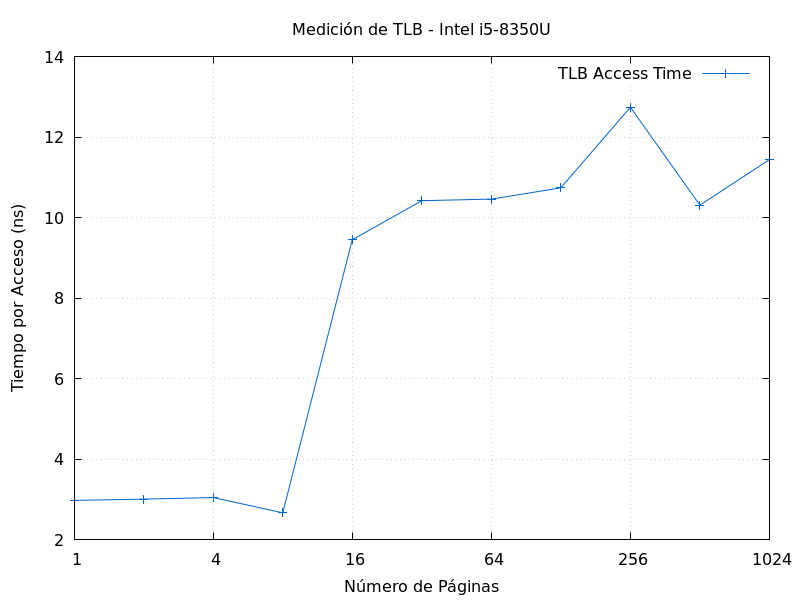 Medición de TLB - Intel i5-8350U
TLB Access Time
14
12
10
8
6
4
2
Tiempo por Acceso (ns)
1 4 16 64 256 1024
Número de Páginas